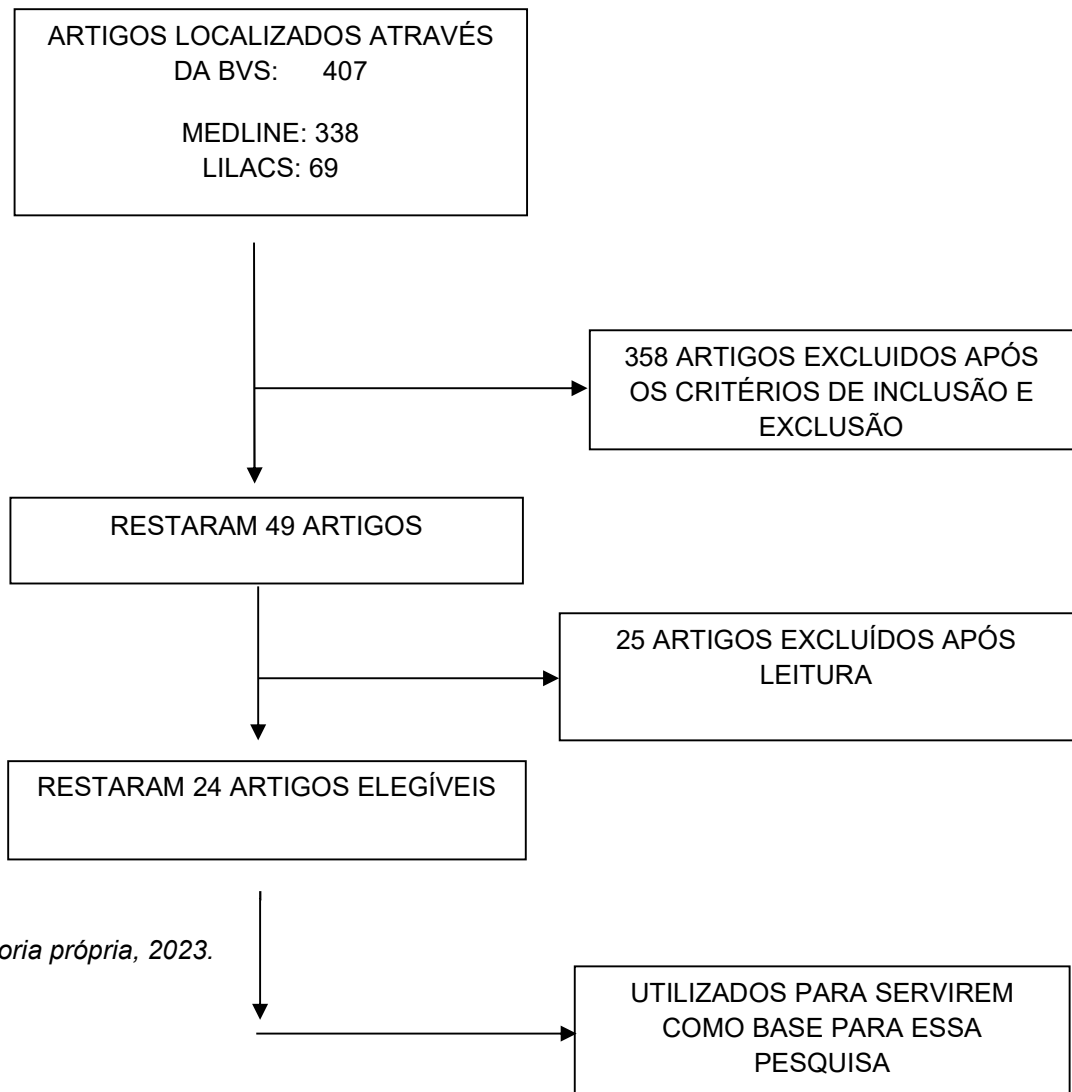 ARTIGOS LOCALIZADOS ATRAVÉS
DA BVS: 407
MEDLINE: 338
LILACS: 69
358 ARTIGOS EXCLUIDOS APÓS
OS CRITÉRIOS DE INCLUSÃO E
EXCLUSÃO
RESTARAM 49 ARTIGOS
25 ARTIGOS EXCLUÍDOS APÓS
LEITURA
RESTARAM 24 ARTIGOS ELEGÍVEIS
própria, 2023.
UTILIZADOS PARA SERVIREM
COMO BASE PARA ESSA
PESQUISA